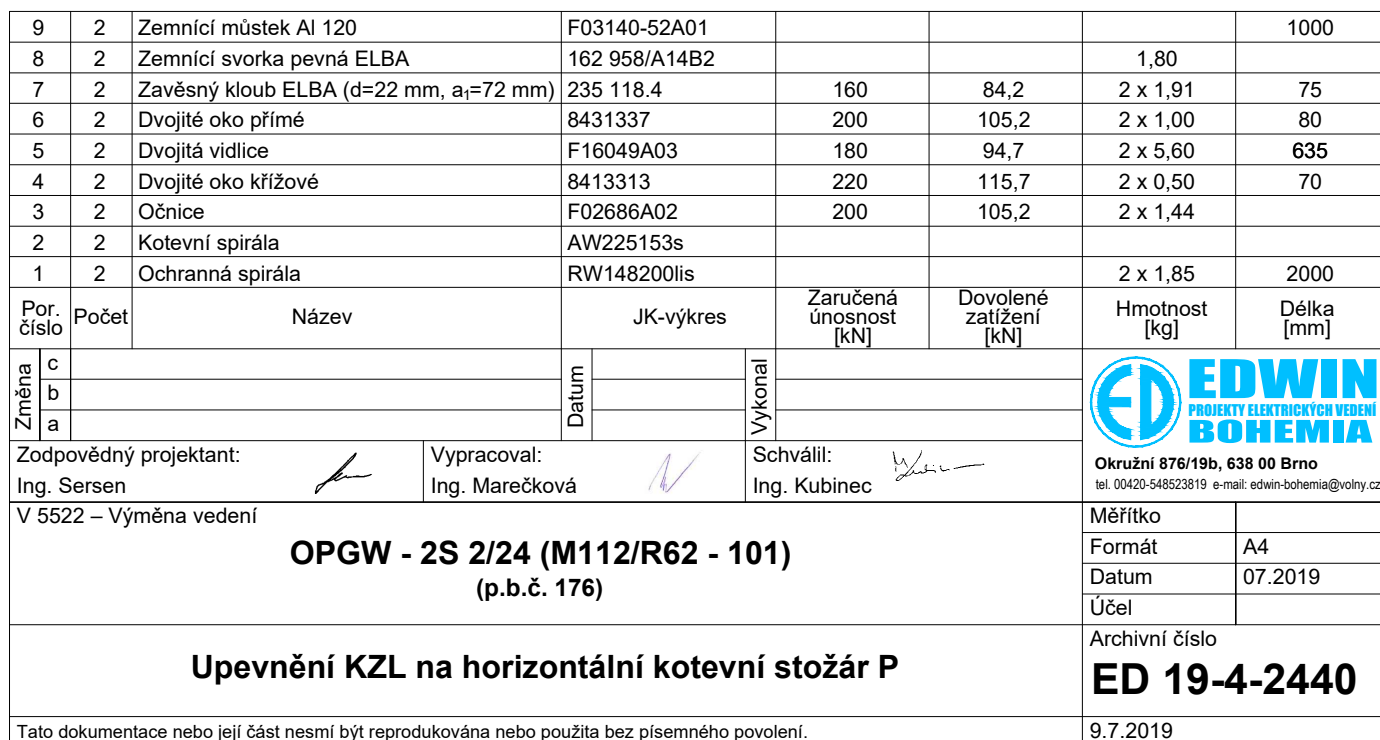 9 2 Zemnící můstek Al 120 F03140-52A01 1000
8 2 Zemnící svorka pevná ELBA 162 958/A14B2 1,80
7 2 Zavěsný kloub ELBA (d=22 mm, a₁=72 mm) 235 118.4 160 84,2 2 x 1,91 75
6 2 Dvojité oko přímé 8431337 200 105,2 2 x 1,00 80
5 2 Dvojitá vidlice F16049A03 180 94,7 2 x 5,60 635
4 2 Dvojité oko křížové 8413313 220 115,7 2 x 0,50 70
3 2 Očnice F02686A02 200 105,2 2 x 1,44
2 2 Kotevní spirála AW225153s
1 2 Ochranná spirála RW148200lis 2 x 1,85 2000
Por. číslo Počet Název JK-výkres Zaručená únosnost [kN] Dovolené zatížení [kN] Hmotnost [kg] Délka [mm]
Změna c b a Datum Vykonal
ED EDWIN
PROJEKTY ELEKTRICKÝCH VEDENÍ
BOHEMIA
Okružní 876/19b, 638 00 Brno
tel. 00420-548523819 e-mail: edwin-bohemia@volny.cz
Zodpovědný projektant: Vypracoval: Schválil:
Ing. Sersen Ing. Marečková Ing. Kubinec
V 5522 – Výměna vedení
OPGW - 2S 2/24 (M112/R62 - 101)
(p.b.č. 176)
Měřítko
Formát A4
Datum 07.2019
Účel
Upevnění KZL na horizontální kotevní stožár P
Archivní číslo
ED 19-4-2440
Tato dokumentace nebo její část nesmí být reprodukována nebo použita bez písemného povolení. 9.7.2019